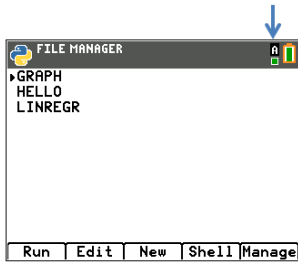 FILE MANAGER A
GRAPH
HELLO
LINREGR
Run Edit New Shell Manage